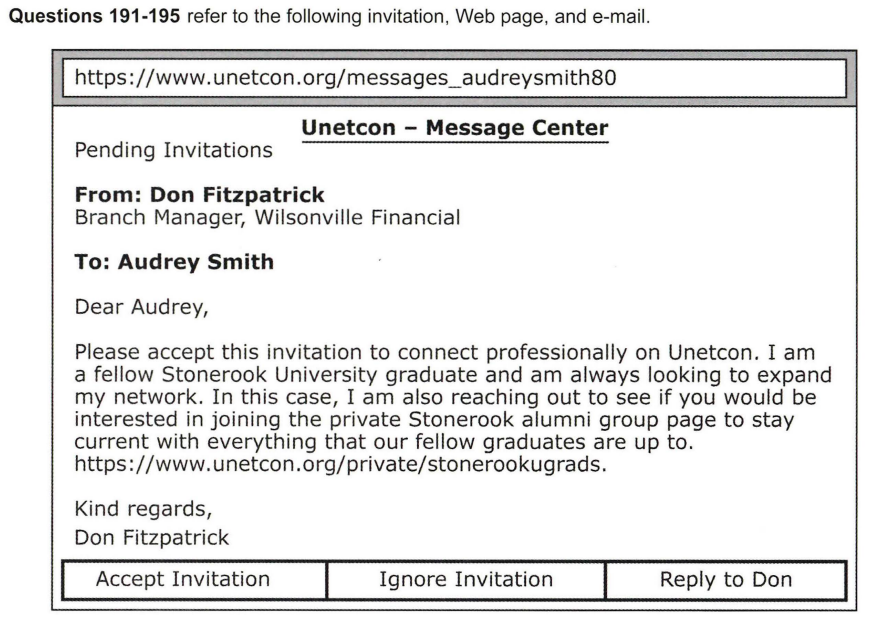 Questions 191-195 refer to the following invitation, Web page, and e-mail.
https://www.unetcon.org/messages_audreysmith80
Unetcon – Message Center
Pending Invitations
From: Don Fitzpatrick
Branch Manager, Wilsonville Financial
To: Audrey Smith
Dear Audrey,
Please accept this invitation to connect professionally on Unetcon. I am
a fellow Stonerook University graduate and am always looking to expand
my network. In this case, I am also reaching out to see if you would be
interested in joining the private Stonerook alumni group page to stay
current with everything that our fellow graduates are up to.
https://www.unetcon.org/private/stonerookugrads.
Kind regards,
Don Fitzpatrick
Accept Invitation
Ignore Invitation
Reply to Don